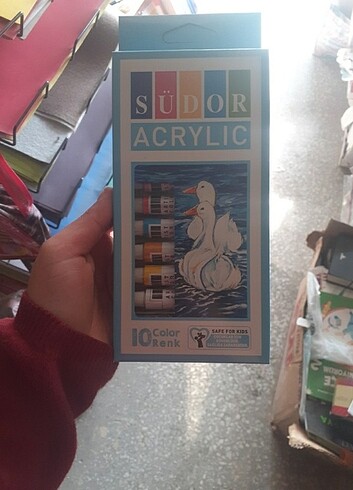 SÜDOR
ACRYLIC
10 Color
Renk
SAFE FOR KIDS